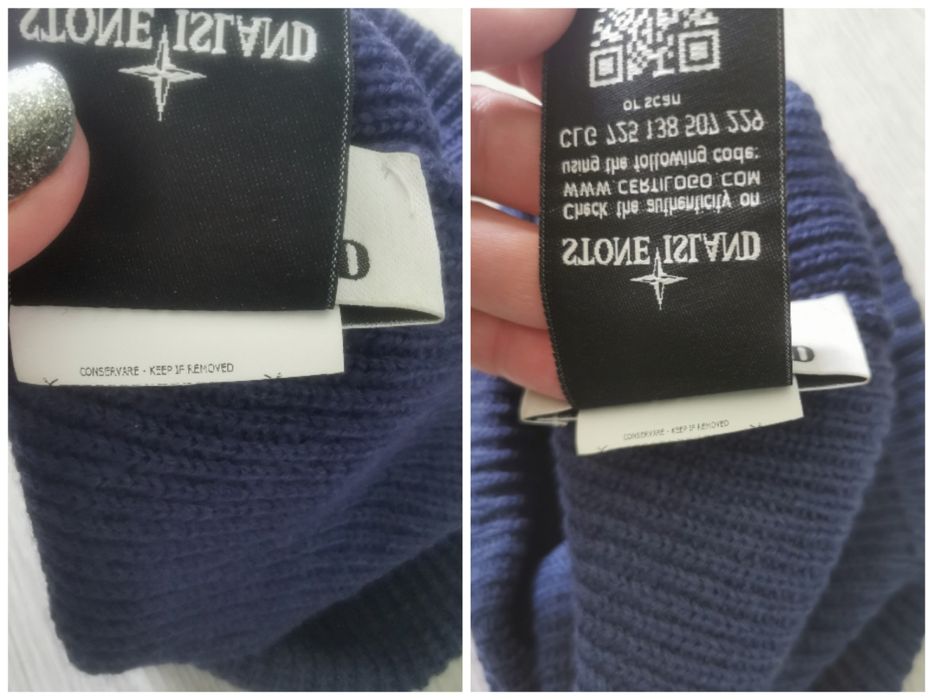 STONE ISLAND
D
CONSERVARE - KEEP IF REMOVED
STONE ISLAND
Check the authenticity on
WWW.CERTILOGO.COM
using the following code:
CLG 725 138 507 229
or scan
D
CONSERVARE - KEEP IF REMOVED